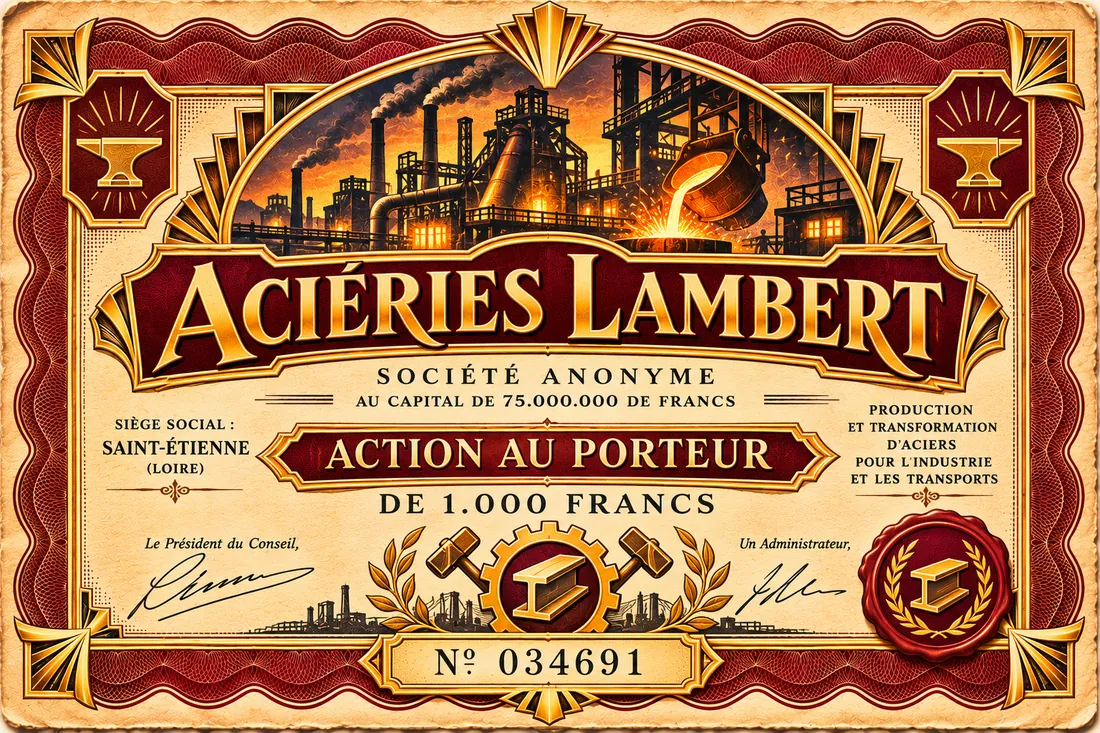 ACIÉRIES LAMBERT
SOCIÉTÉ ANONYME
AU CAPITAL DE 75.000.000 DE FRANCS
SIÈGE SOCIAL :
SAINT-ÉTIENNE
(LOIRE)
ACTION AU PORTEUR
DE 1.000 FRANCS
PRODUCTION
ET TRANSFORMATION
D'ACIERS
POUR L'INDUSTRIE
ET LES TRANSPORTS
Le Président du Conseil,
Un Administrateur,
Nº 034691